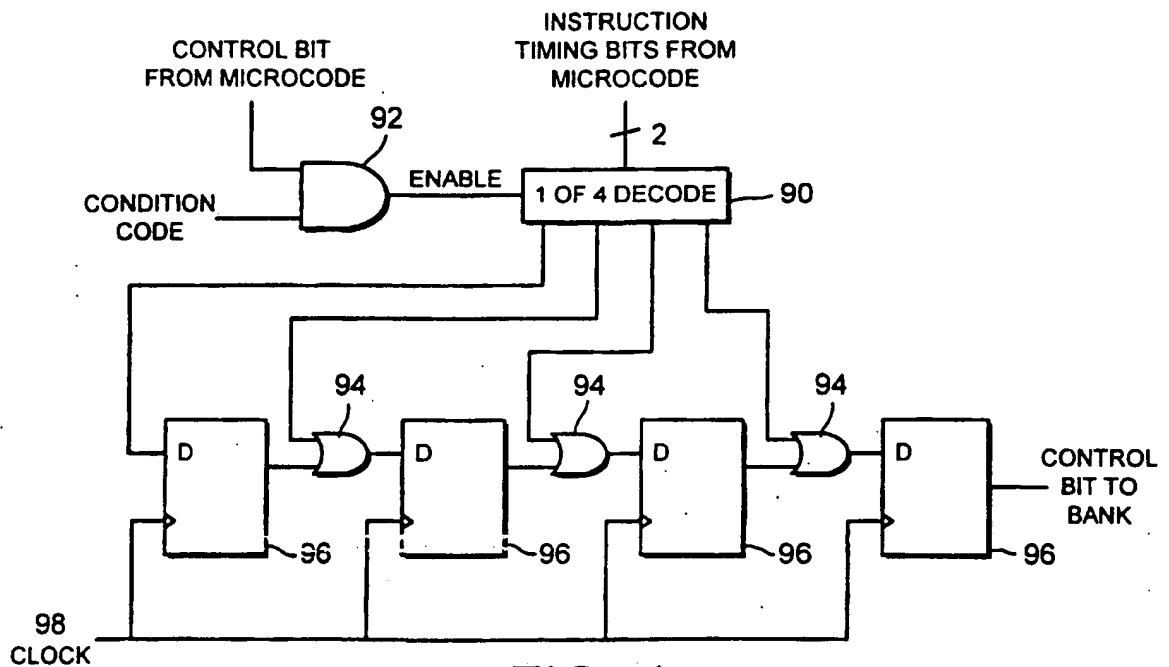 INSTRUCTION
TIMING BITS FROM
MICROCODE
CONTROL BIT
FROM MICROCODE
92
2
ENABLE
1 OF 4 DECODE
90
CONDITION
CODE
94
94
94
D
D
D
D
CONTROL
BIT TO
BANK
96
96
96
96
98
CLOCK